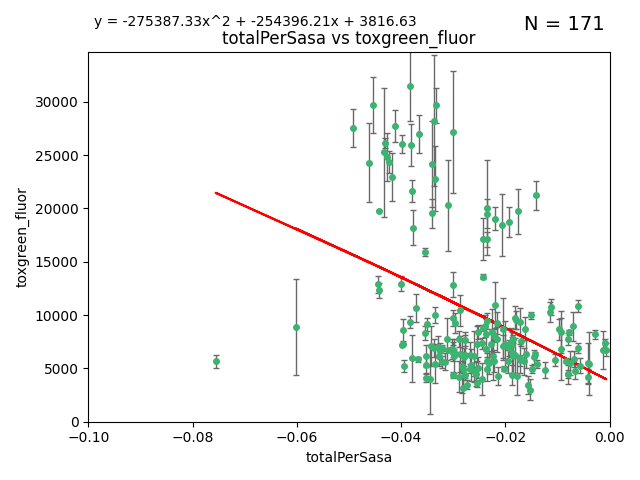 y = -275387.33x^2 + -254396.21x + 3816.63
N = 171
totalPerSasa vs toxgreen_fluor
30000
25000
20000
15000
10000
5000
0
toxgreen_fluor
−0.10
−0.08
−0.06
−0.04
−0.02
0.00
totalPerSasa